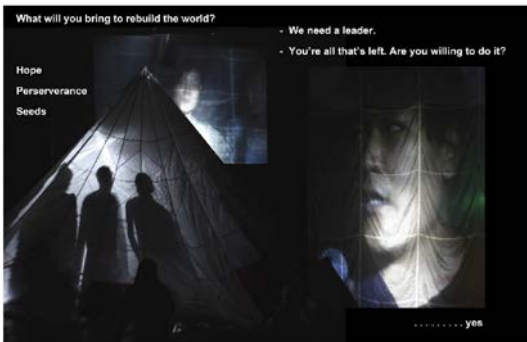 What will you bring to rebuild the world?
Hope
Perserverance
Seeds
- We need a leader.
- You're all that's left. Are you willing to do it?
.........yes